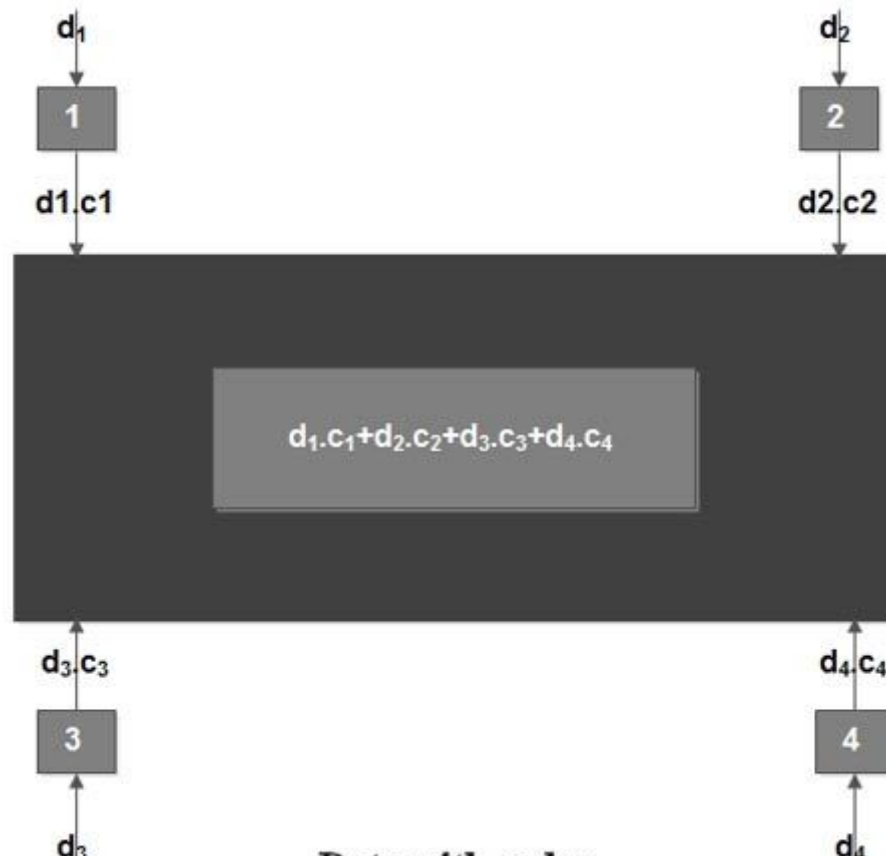 d₁ d₂
1 2
d1.c1 d2.c2
d₁.c₁+d₂.c₂+d₃.c₃+d₄.c₄
d₃.c₃ d₄.c₄
3 4
d₃ d₄